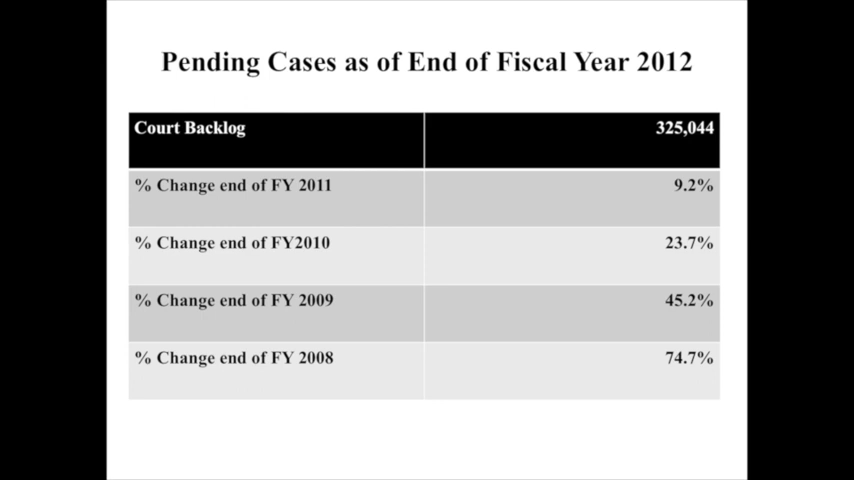 Pending Cases as of End of Fiscal Year 2012
Court Backlog 325,044
% Change end of FY 2011 9.2%
% Change end of FY2010 23.7%
% Change end of FY 2009 45.2%
% Change end of FY 2008 74.7%